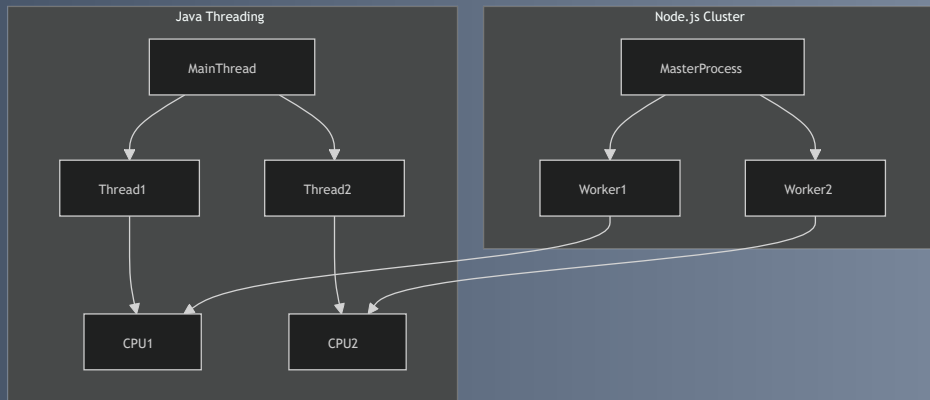 Java Threading
Node.js Cluster
MainThread
MasterProcess
Thread1
Thread2
Worker1
Worker2
CPU1
CPU2